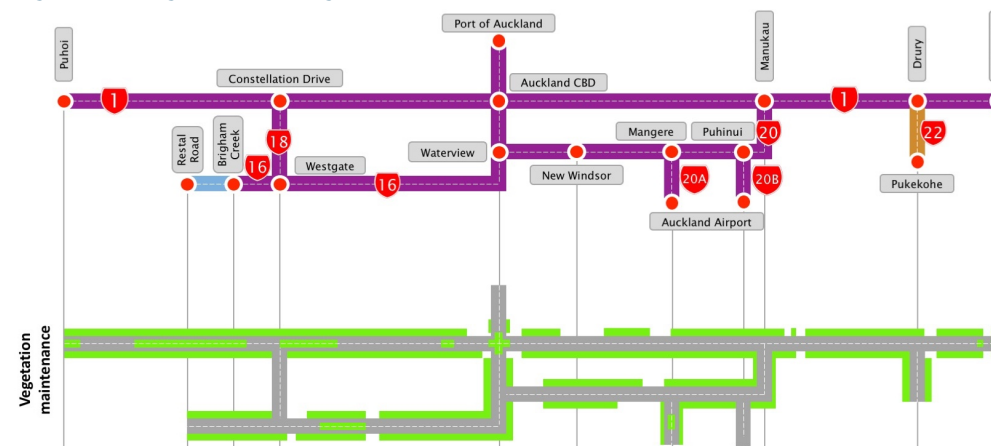 Port of Auckland
Puhoi
Manukau
Drury
Constellation Drive
Auckland CBD
1
1
Restal
Road
Brigham
Creek
18
16
Westgate
16
Waterview
Mangere
Puhinui
20
22
New Windsor
20A
20B
Pukekohe
Auckland Airport
Vegetation
maintenance